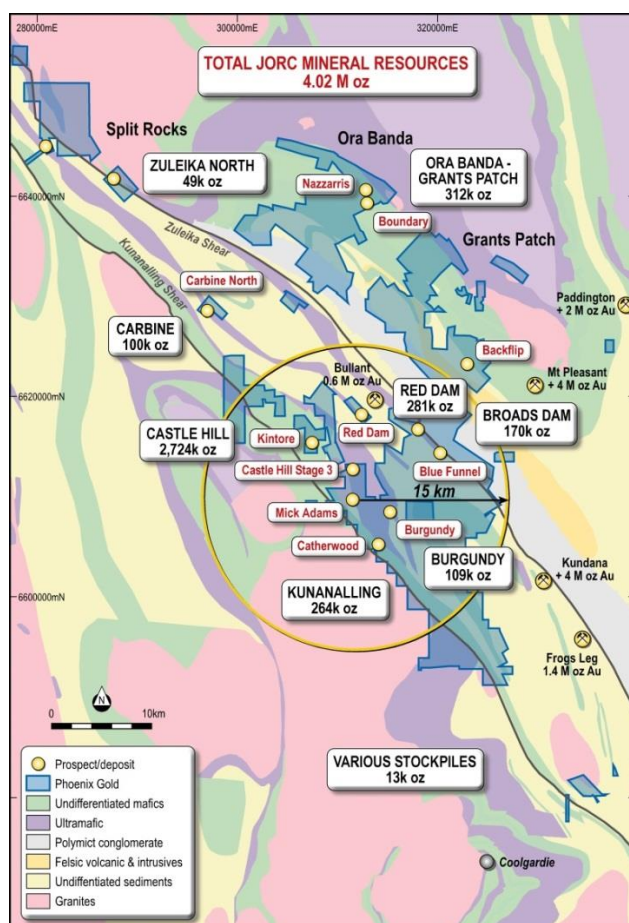 280000mE
300000mE
320000mE
TOTAL JORC MINERAL RESOURCES
4.02 M oz
Split Rocks
Ora Banda
ZULEIKA NORTH
49k oz
ORA BANDA -
GRANTS PATCH
312k oz
Nazzarris
6640000mN
Boundary
Zuleika Shear
Grants Patch
Kunanalling Shear
Carbine North
Paddington
+ 2 M oz Au
CARBINE
100k oz
Backflip
Bullant
0.6 M oz Au
Mt Pleasant
+ 4 M oz Au
6620000mN
RED DAM
281k oz
BROADS DAM
170k oz
CASTLE HILL
2,724k oz
Kintore
Red Dam
Castle Hill Stage 3
Blue Funnel
15 km
Mick Adams
Burgundy
Catherwood
BURGUNDY
109k oz
KUNANALLING
264k oz
Kundana
+ 4 M oz Au
6600000mN
Frogs Leg
1.4 M oz Au
N
0
10km
VARIOUS STOCKPILES
13k oz
Prospect/deposit
Phoenix Gold
Undifferentiated mafics
Ultramafic
Polymict conglomerate
Felsic volcanic & intrusives
Undiffentiated sediments
Granites
Coolgardie